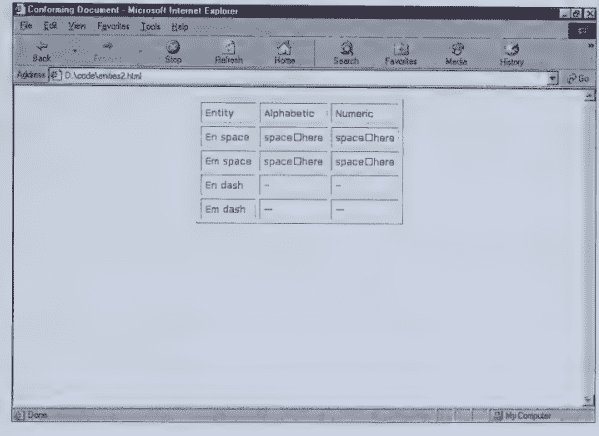 Conforming Document - Microsoft Internet Explorer
File Edit View Favorites Tools Help
Back Forward Stop Refresh Home Search Favorites Media History
Address D:\code\entities2.html Go
Entity Alphabetic Numeric
En space space□here space□here
Em space space□here space□here
En dash – –
Em dash — —
Done My Computer